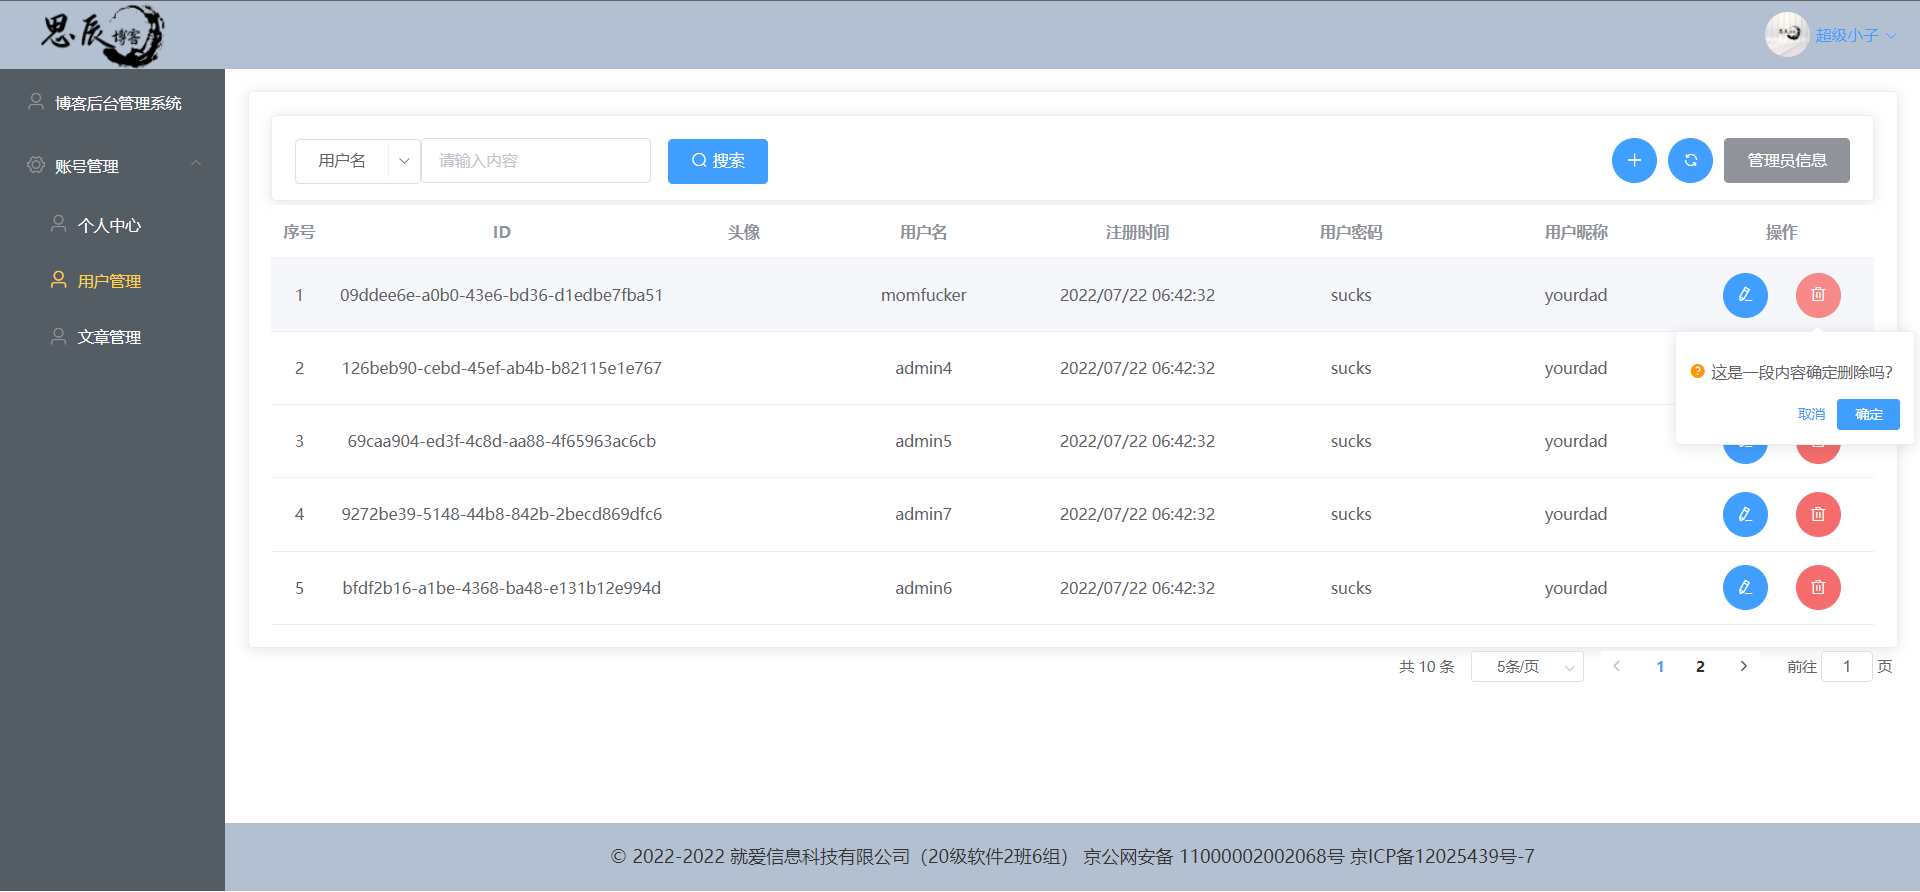 思辰博客
超级小子
博客后台管理系统
账号管理
个人中心
用户管理
文章管理
用户名 请输入内容 搜索 管理员信息
序号 ID 头像 用户名 注册时间 用户密码 用户昵称 操作
1 09ddee6e-a0b0-43e6-bd36-d1edbe7fba51 momfucker 2022/07/22 06:42:32 sucks yourdad
2 126beb90-cebd-45ef-ab4b-b82115e1e767 admin4 2022/07/22 06:42:32 sucks yourdad
这是一段内容确定删除吗?
取消 确定
3 69caa904-ed3f-4c8d-aa88-4f65963ac6cb admin5 2022/07/22 06:42:32 sucks yourdad
4 9272be39-5148-44b8-842b-2becd869dfc6 admin7 2022/07/22 06:42:32 sucks yourdad
5 bfdf2b16-a1be-4368-ba48-e131b12e994d admin6 2022/07/22 06:42:32 sucks yourdad
共 10 条 5条/页 1 2 前往 1 页
© 2022-2022 就爱信息科技有限公司（20级软件2班6组） 京公网安备 11000002002068号 京ICP备12025439号-7